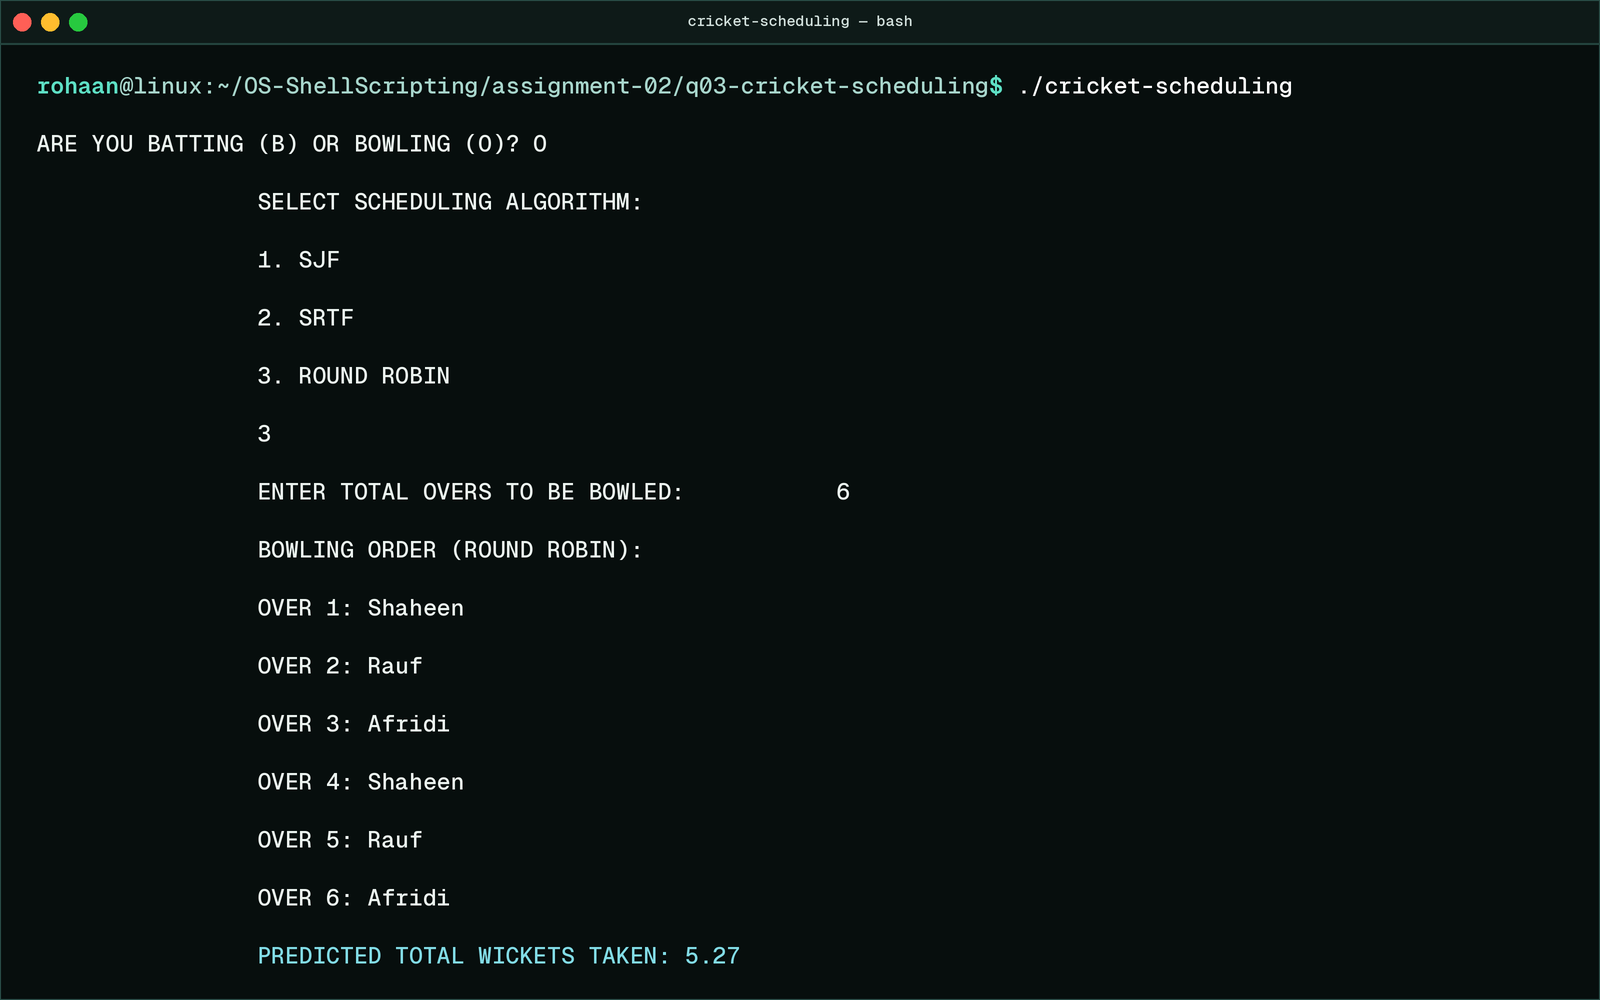 cricket-scheduling — bash
rohaan@linux:~/OS-ShellScripting/assignment-02/q03-cricket-scheduling$ ./cricket-scheduling
ARE YOU BATTING (B) OR BOWLING (O)? O
SELECT SCHEDULING ALGORITHM:
1. SJF
2. SRTF
3. ROUND ROBIN
3
ENTER TOTAL OVERS TO BE BOWLED: 6
BOWLING ORDER (ROUND ROBIN):
OVER 1: Shaheen
OVER 2: Rauf
OVER 3: Afridi
OVER 4: Shaheen
OVER 5: Rauf
OVER 6: Afridi
PREDICTED TOTAL WICKETS TAKEN: 5.27